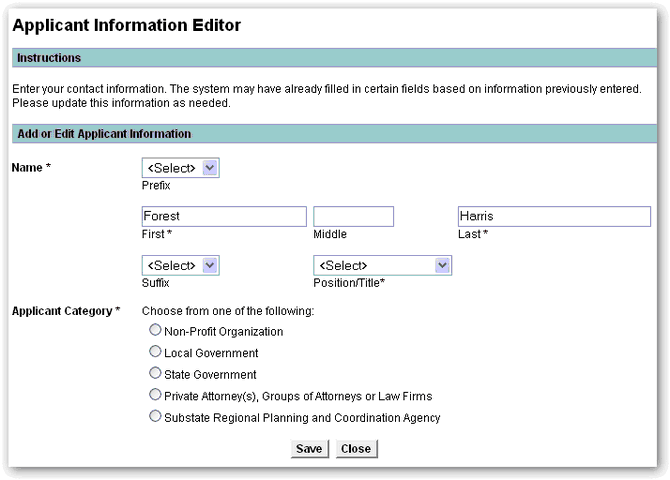 Applicant Information Editor
Instructions
Enter your contact information. The system may have already filled in certain fields based on information previously entered.
Please update this information as needed.
Add or Edit Applicant Information
Name *
<Select>
Prefix
Forest Harris
First * Middle Last *
<Select> <Select>
Suffix Position/Title*
Applicant Category * Choose from one of the following:
Non-Profit Organization
Local Government
State Government
Private Attorney(s), Groups of Attorneys or Law Firms
Substate Regional Planning and Coordination Agency
Save Close